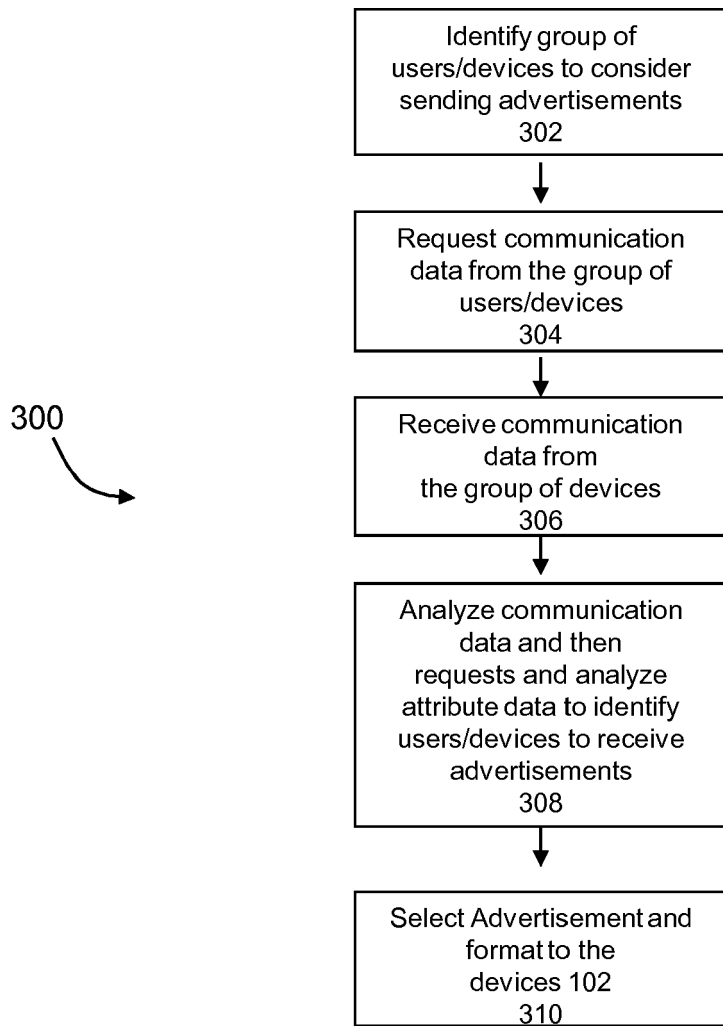 Identify group of
users/devices to consider
sending advertisements
302
Request communication
data from the group of
users/devices
304
300
Receive communication
data from
the group of devices
306
Analyze communication
data and then
requests and analyze
attribute data to identify
users/devices to receive
advertisements
308
Select Advertisement and
format to the
devices 102
310